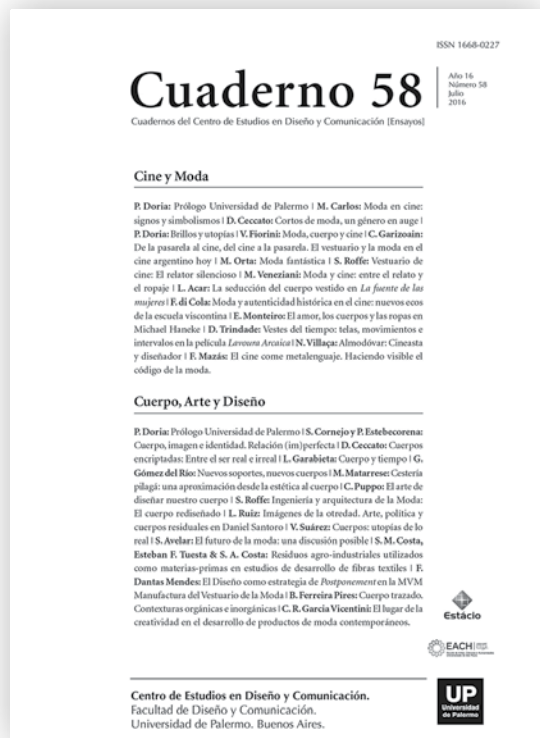 ISSN 1668-0227
Cuaderno 58
Año 16
Número 58
Julio
2016
Cuadernos del Centro de Estudios en Diseño y Comunicación [Ensayos]
Cine y Moda
P. Doria: Prólogo Universidad de Palermo | M. Carlos: Moda en cine:
signos y simbolismos | D. Ceccato: Cortos de moda, un género en auge |
P. Doria: Brillos y utopías | V. Fiorini: Moda, cuerpo y cine | C. Garizoain:
De la pasarela al cine, del cine a la pasarela. El vestuario y la moda en el
cine argentino hoy | M. Orta: Moda fantástica | S. Roffe: Vestuario de
cine: El relator silencioso | M. Veneziani: Moda y cine: entre el relato y
el ropaje | L. Acar: La seducción del cuerpo vestido en La fuente de las
mujeres | F. di Cola: Moda y autenticidad histórica en el cine: nuevos ecos
de la escuela viscontina | E. Monteiro: El amor, los cuerpos y las ropas en
Michael Haneke | D. Trindade: Vestes del tiempo: telas, movimientos e
intervalos en la película Lavoura Arcaica | N. Villaça: Almodóvar: Cineasta
y diseñador | F. Mazás: El cine come metalenguaje. Haciendo visible el
código de la moda.
Cuerpo, Arte y Diseño
P. Doria: Prólogo Universidad de Palermo | S. Cornejo y P. Estebecorena:
Cuerpo, imagen e identidad. Relación (im)perfecta | D. Ceccato: Cuerpos
encriptados: Entre el ser real e irreal | L. Garabieta: Cuerpo y tiempo | G.
Gómez del Río: Nuevos soportes, nuevos cuerpos | M. Matarrese: Cestería
pilagá: una aproximación desde la estética al cuerpo | C. Puppo: El arte de
diseñar nuestro cuerpo | S. Roffe: Ingeniería y arquitectura de la Moda:
El cuerpo rediseñado | L. Ruiz: Imágenes de la otredad. Arte, política y
cuerpos residuales en Daniel Santoro | V. Suárez: Cuerpos: utopías de lo
real | S. Avelar: El futuro de la moda: una discusión posible | S. M. Costa,
Esteban F. Tuesta & S. A. Costa: Residuos agro-industriales utilizados
como materias-primas en estudios de desarrollo de fibras textiles | F.
Dantas Mendes: El Diseño como estrategia de Postponement en la MVM
Manufactura del Vestuario de la Moda | B. Ferreira Pires: Cuerpo trazado.
Contexturas orgánicas e inorgánicas | C. R. Garcia Vicentini: El lugar de la
creatividad en el desarrollo de productos de moda contemporáneos.
Estácio
EACH
Centro de Estudios en Diseño y Comunicación.
Facultad de Diseño y Comunicación.
Universidad de Palermo. Buenos Aires.
UP
Universidad
de Palermo